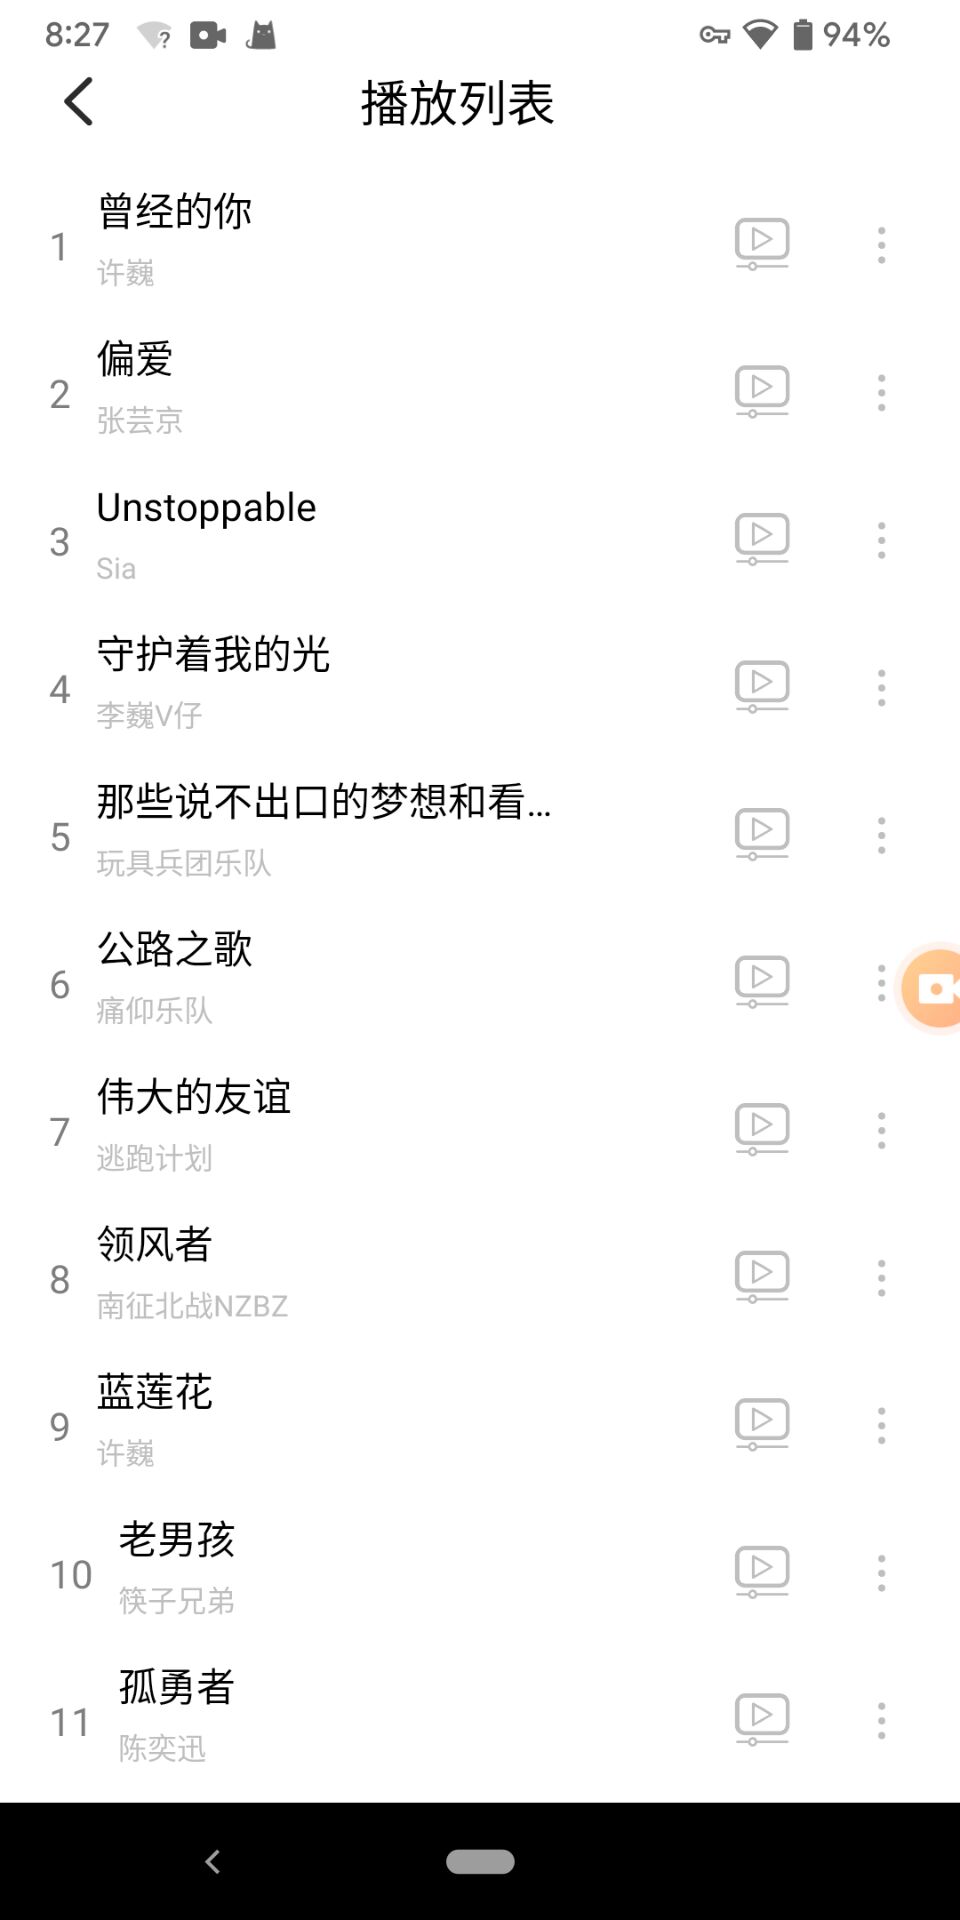 8:27
94%
播放列表
1
曾经的你
许巍
2
偏爱
张芸京
3
Unstoppable
Sia
4
守护着我的光
李巍V仔
5
那些说不出口的梦想和看...
玩具兵团乐队
6
公路之歌
痛仰乐队
7
伟大的友谊
逃跑计划
8
领风者
南征北战NZBZ
9
蓝莲花
许巍
10
老男孩
筷子兄弟
11
孤勇者
陈奕迅